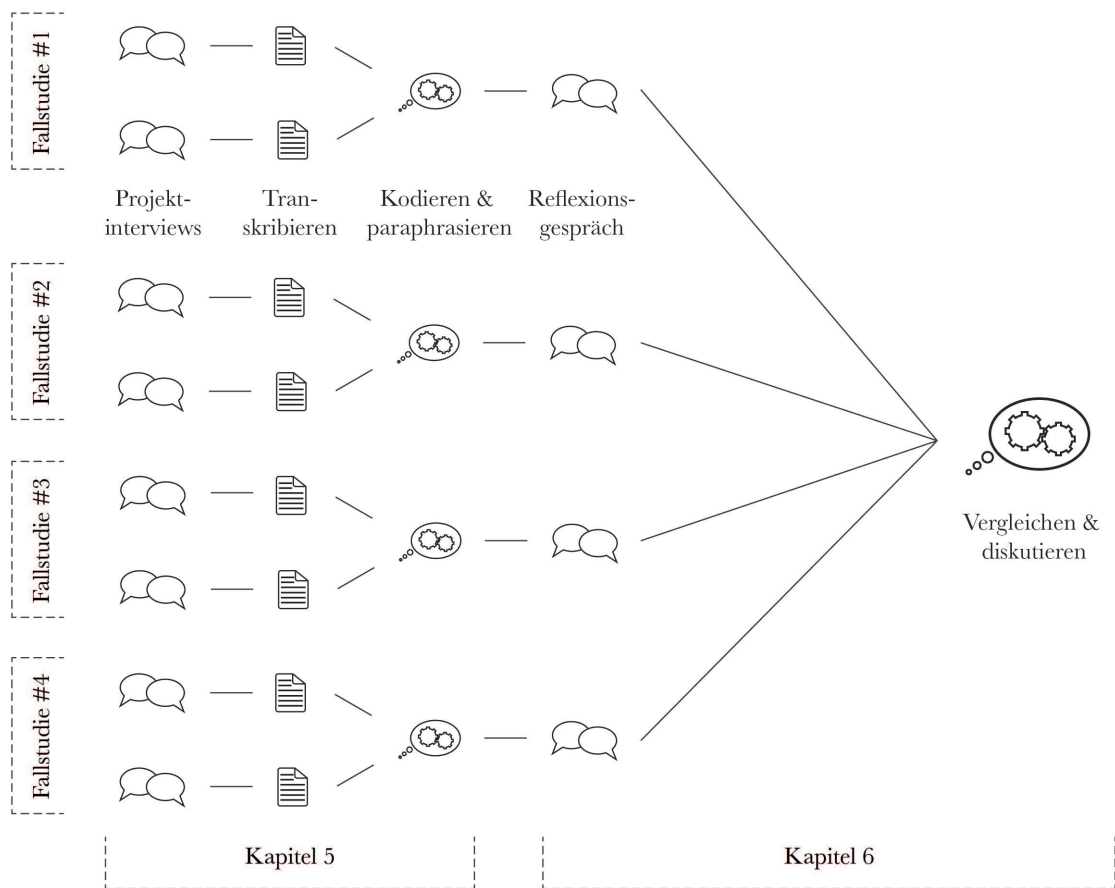 Fallstudie #1
Projekt-
interviews
Tran-
skribieren
Kodieren &
paraphrasieren
Reflexions-
gespräch
Fallstudie #2
Fallstudie #3
Vergleichen &
diskutieren
Fallstudie #4
Kapitel 5
Kapitel 6